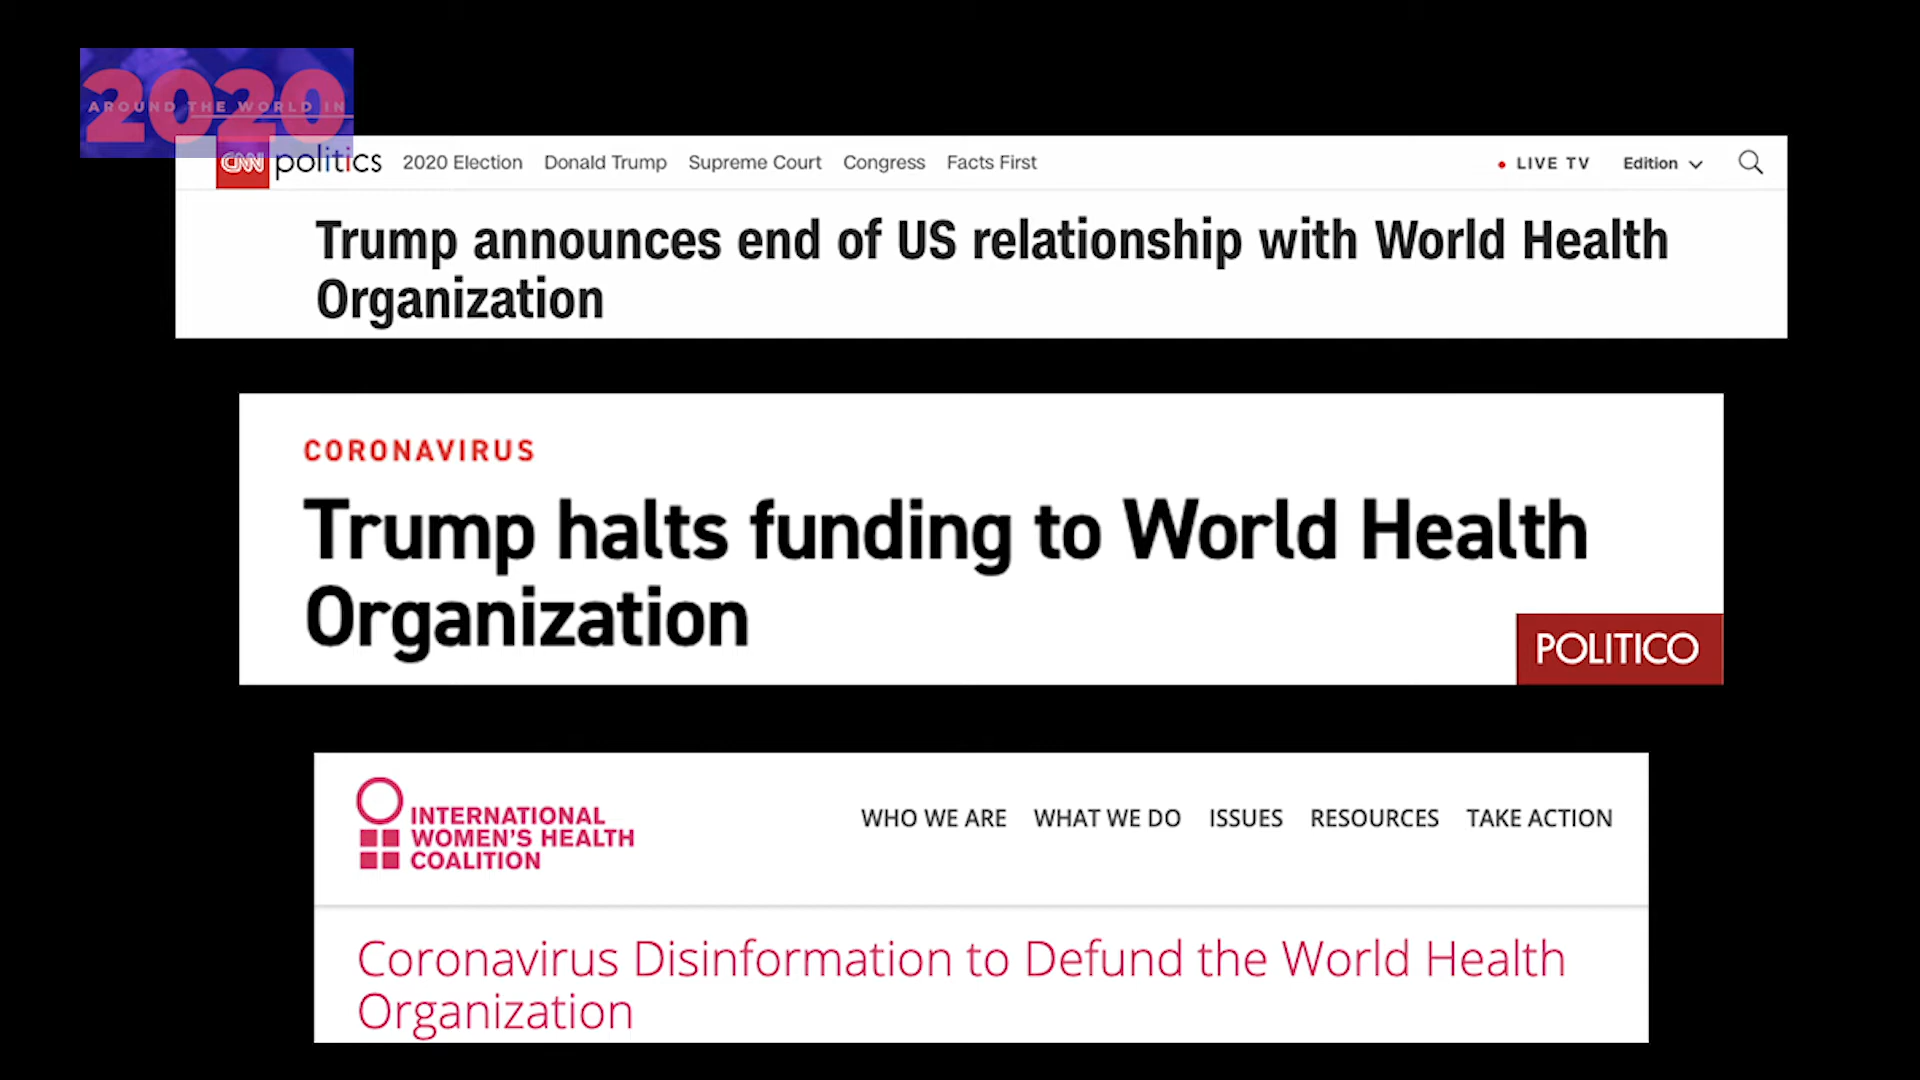 2020
AROUND THE WORLD IN
CNN politics 2020 Election Donald Trump Supreme Court Congress Facts First LIVE TV Edition
Trump announces end of US relationship with World Health
Organization
CORONAVIRUS
Trump halts funding to World Health
Organization
POLITICO
INTERNATIONAL
WOMEN'S HEALTH
COALITION
WHO WE ARE WHAT WE DO ISSUES RESOURCES TAKE ACTION
Coronavirus Disinformation to Defund the World Health
Organization